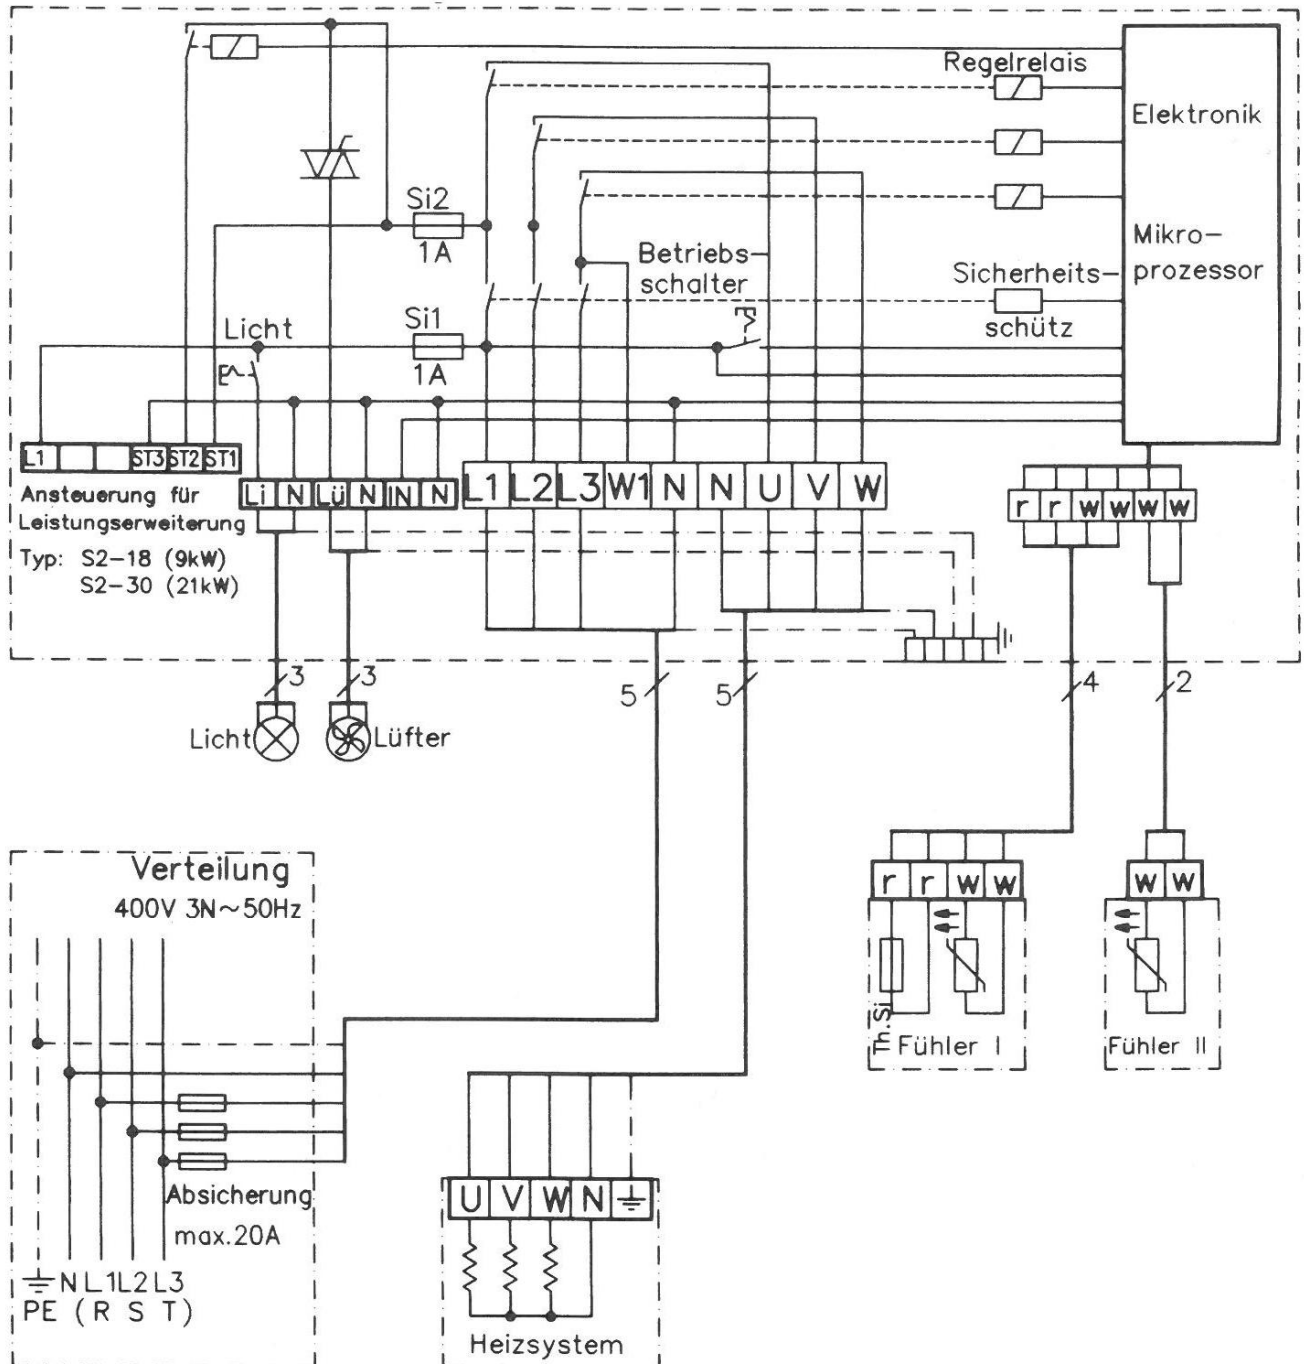 Regelrelais
Elektronik
Si2
1A
Mikro-
prozessor
Betriebs-
schalter
Sicherheits-
schütz
Licht
Si1
1A
L1 ST3 ST2 ST1
Ansteuerung für
Leistungserweiterung
Typ: S2-18 (9kW)
S2-30 (21kW)
Li N Lü N IN N
L1 L2 L3 W1 N N U V W
r r w w w w
3 3 5 5 4 2
Licht
Lüfter
Verteilung
400V 3N~50Hz
Absicherung
max.20A
N L1 L2 L3
PE (R S T)
U V W N
Heizsystem
r r w w
Th.Si
Fühler I
w w
Fühler II